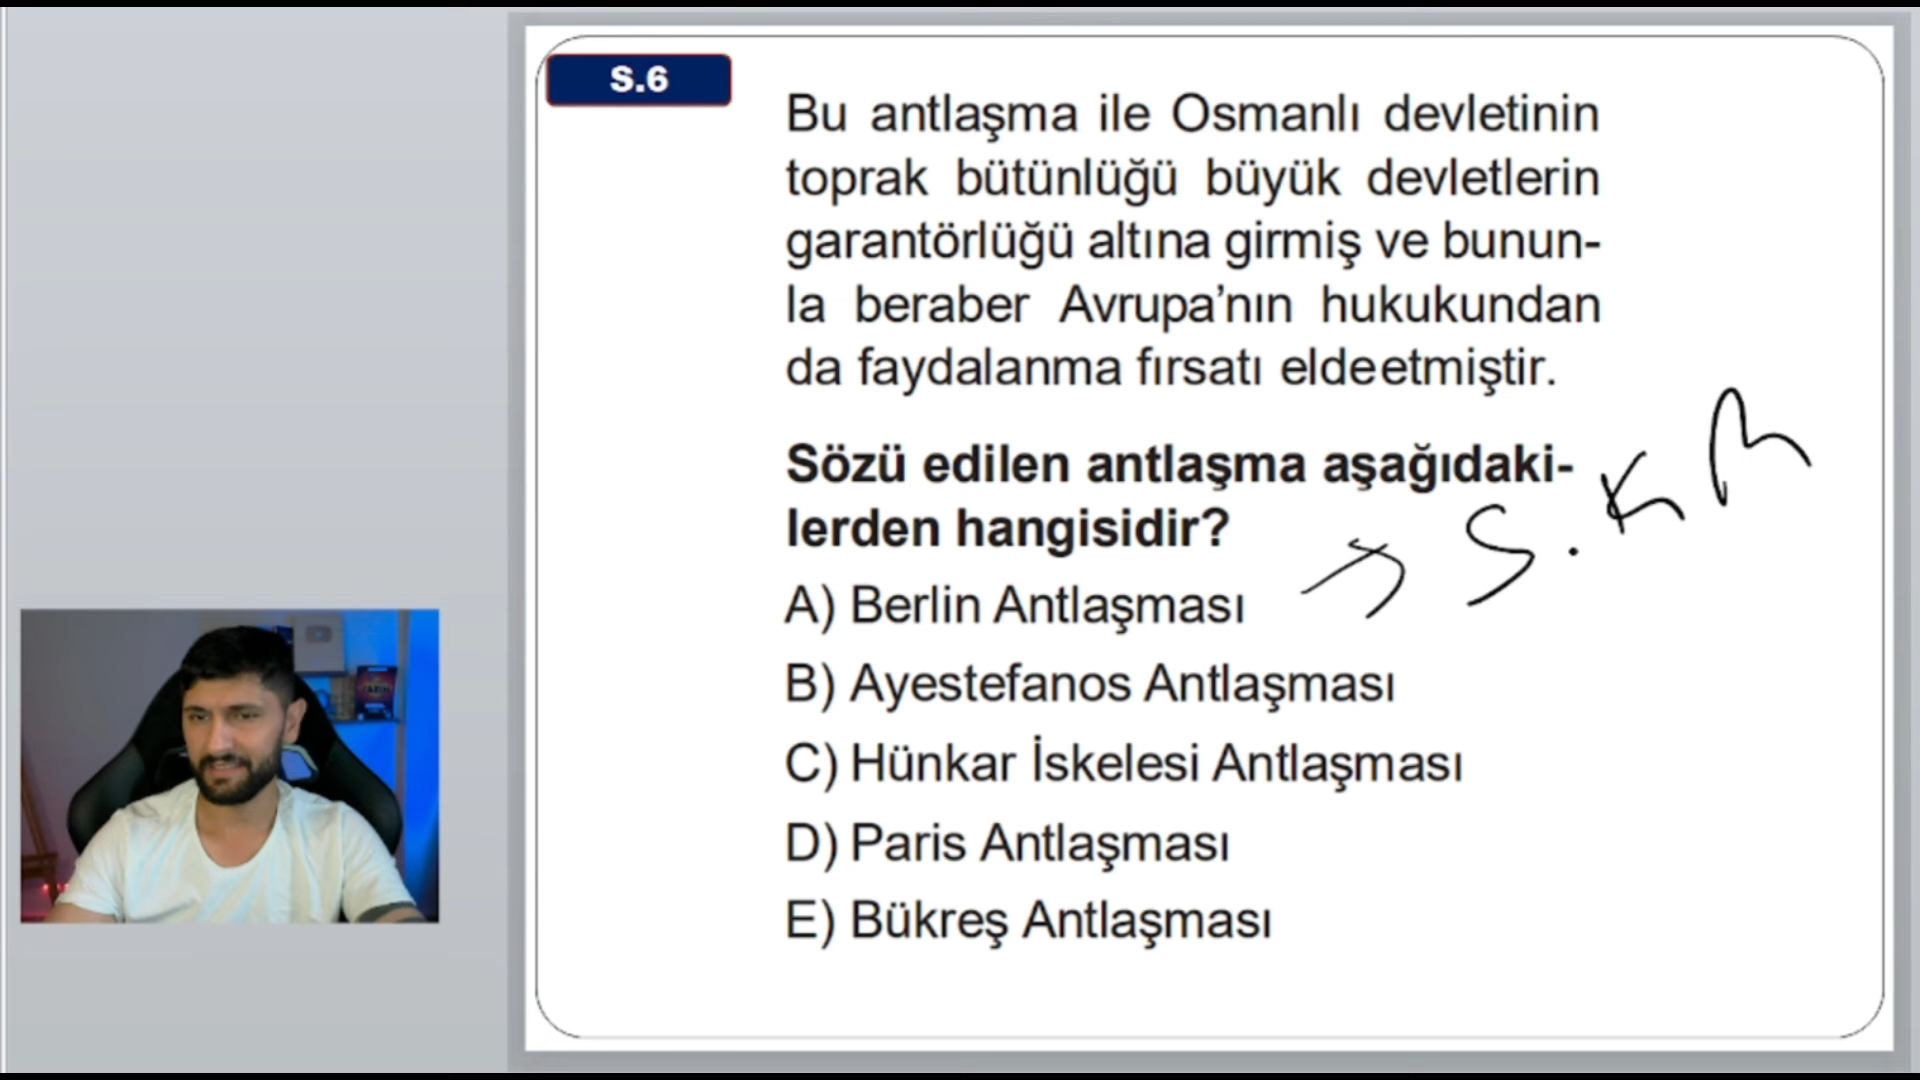 S.6
Bu antlaşma ile Osmanlı devletinin
toprak bütünlüğü büyük devletlerin
garantörlüğü altına girmiş ve bunun-
la beraber Avrupa'nın hukukundan
da faydalanma fırsatı eldeetmiştir.
Sözü edilen antlaşma aşağıdaki-
lerden hangisidir?
A) Berlin Antlaşması
B) Ayestefanos Antlaşması
C) Hünkar İskelesi Antlaşması
D) Paris Antlaşması
E) Bükreş Antlaşması